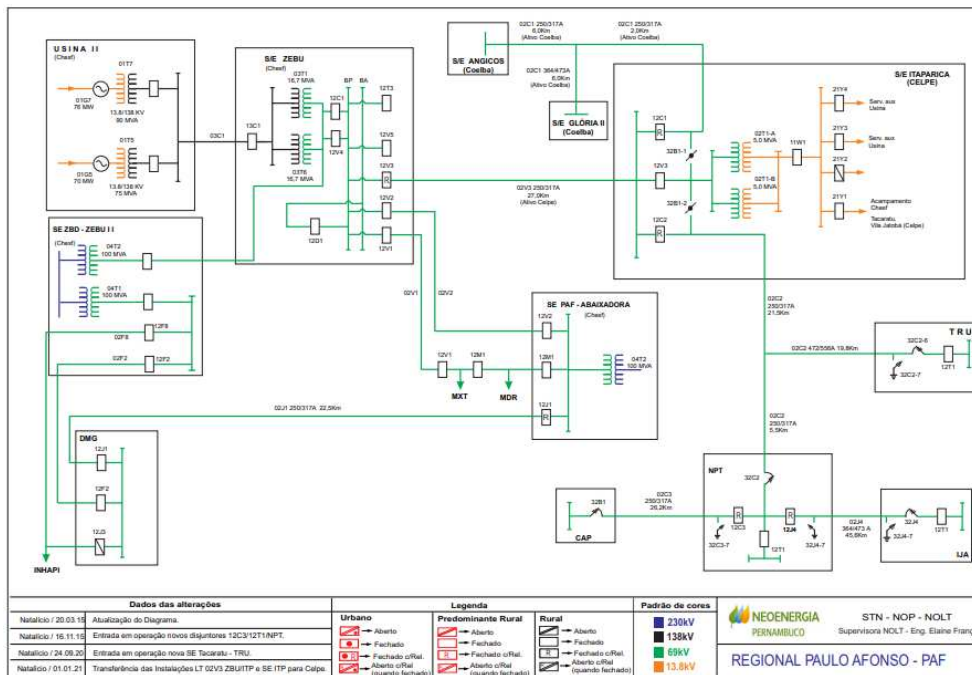 USINA II
(Chesf)
01T7
01G7
76 MW
13,8/138 KV
90 MVA
01T5
01G5
70 MW
13,8/138 KV
75 MVA
03C1
S/E ZEBU
(Chesf)
13C1
03T1
16,7 MVA
03T6
16,7 MVA
BP
BA
12C1
12V4
12T3
12V5
12V3
R
12V2
12V1
12D1
S/E ANGICOS
(Coelba)
02C1 250/317A
6,0Km
(Ativo Coelba)
02C1 250/317A
2,0Km
(Ativo Coelba)
02C1 364/473A
6,0Km
(Ativo Coelba)
S/E GLÓRIA II
(Coelba)
S/E ITAPARICA
(CELPE)
12C1
R
32B1-1
12V3
32B1-2
12C2
R
02T1-A
5,0 MVA
02T1-B
5,0 MVA
11W1
21Y4
Serv. aux
Usina
21Y3
Serv. aux
Usina
21Y2
21Y1
Acampamento
Chesf
Tacaratu,
Vila Jatobá (Celpe)
02V3 250/317A
27,0Km
(Ativo Celpe)
SE ZBD - ZEBU II
(Chesf)
04T2
100 MVA
04T1
100 MVA
12F8
02F8
02F2
12F2
02V1
02V2
SE PAF - ABAIXADORA
(Chesf)
12V2
12M1
12J1
R
04T2
100 MVA
12V1
12M1
MXT
MDR
02J1 250/317A 22,5Km
DMG
12J1
12F2
12J3
INHAPI
02C2
250/317A
21,5Km
02C2 472/556A 19,8Km
TRU
32C2-8
32C2-7
12T1
02C2
250/317A
5,5Km
NPT
32C2
R
12C3
R
12J4
32C3-7
32J4-7
12T1
CAP
32B1
02C3
250/317A
26,2Km
02J4
364/473 A
45,6Km
32J4
32J4-7
12T1
IJA
Dados das alterações
Natalício / 20.03.15 Atualização do Diagrama.
Natalício / 16.11.15 Entrada em operação novos disjuntores 12C3/12T1/NPT.
Natalício / 24.09.20 Entrada em operação nova SE Tacaratu - TRU.
Natalício / 01.01.21 Transferência das Instalações LT 02V3 ZBU/ITP e SE ITP para Celpe.
Legenda
Urbano
Aberto
Fechado
R Fechado c/Rel.
Aberto c/Rel
(quando fechado)
Predominante Rural
Aberto
Fechado
R Fechado c/Rel.
Aberto c/Rel
(quando fechado)
Rural
Aberto
Fechado
R Fechado c/Rel.
Aberto c/Rel
(quando fechado)
Padrão de cores
230kV
138kV
69kV
13.8kV
NEOENERGIA
PERNAMBUCO
STN - NOP - NOLT
Supervisora NOLT - Eng. Elaine Franç
REGIONAL PAULO AFONSO - PAF